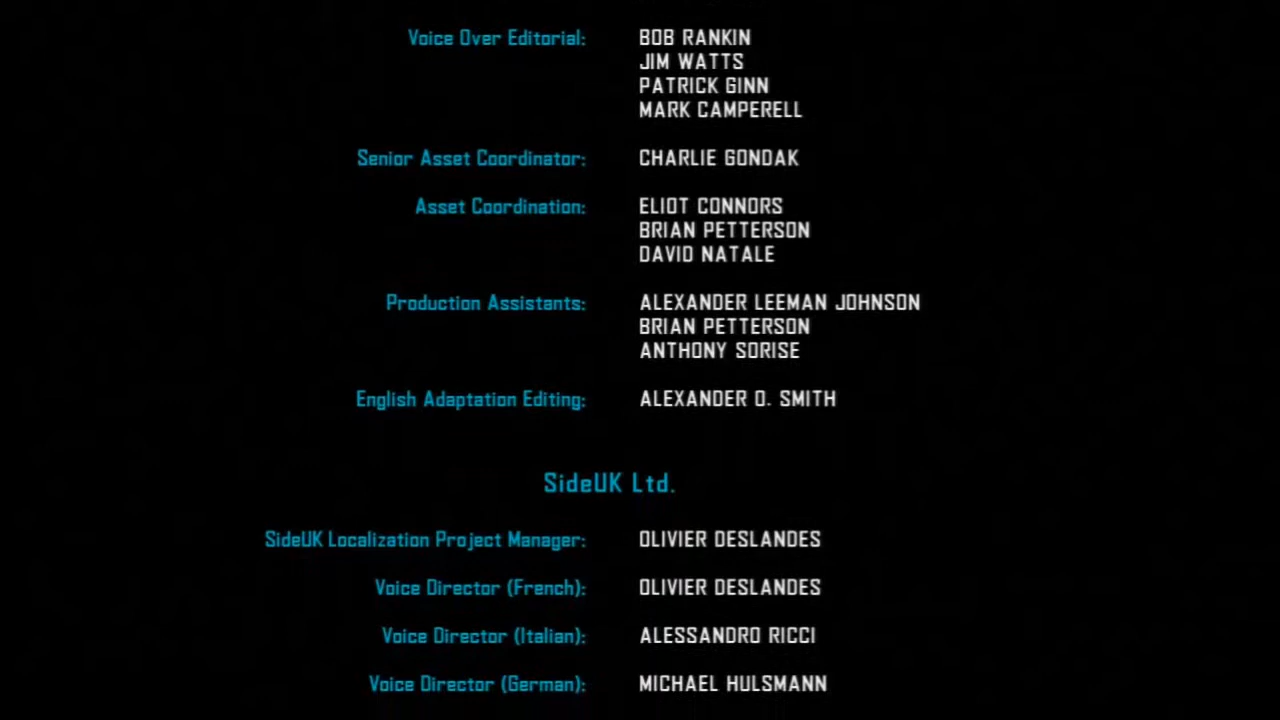 Voice Over Editorial: BOB RANKIN
JIM WATTS
PATRICK GINN
MARK CAMPERELL
Senior Asset Coordinator: CHARLIE GONDAK
Asset Coordination: ELIOT CONNORS
BRIAN PETTERSON
DAVID NATALE
Production Assistants: ALEXANDER LEEMAN JOHNSON
BRIAN PETTERSON
ANTHONY SORISE
English Adaptation Editing: ALEXANDER O. SMITH
SideUK Ltd.
SideUK Localization Project Manager: OLIVIER DESLANDES
Voice Director (French): OLIVIER DESLANDES
Voice Director (Italian): ALESSANDRO RICCI
Voice Director (German): MICHAEL HULSMANN